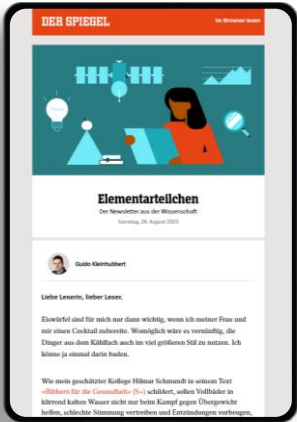 DER SPIEGEL
Im Browser lesen
Elementarteilchen
Der Newsletter aus der Wissenschaft
Samstag, 26. August 2023
Guido Kleinhubbert
Liebe Leserin, lieber Leser,
Eiswürfel sind für mich nur dann wichtig, wenn ich meiner Frau und
mir einen Cocktail zubereite. Womöglich wäre es vernünftig, die
Dinger aus dem Kühlfach auch im viel größeren Stil zu nutzen. Ich
könne ja einmal darin baden.
Wie mein geschätzter Kollege Hilmar Schmundt in seinem Text
»Bibbern für die Gesundheit« (S+) schildert, sollen Vollbäder in
klirrend kalten Wasser nicht nur beim Kampf gegen Übergewicht
helfen, schlechte Stimmung vertreiben und Entzündungen vorbeugen,